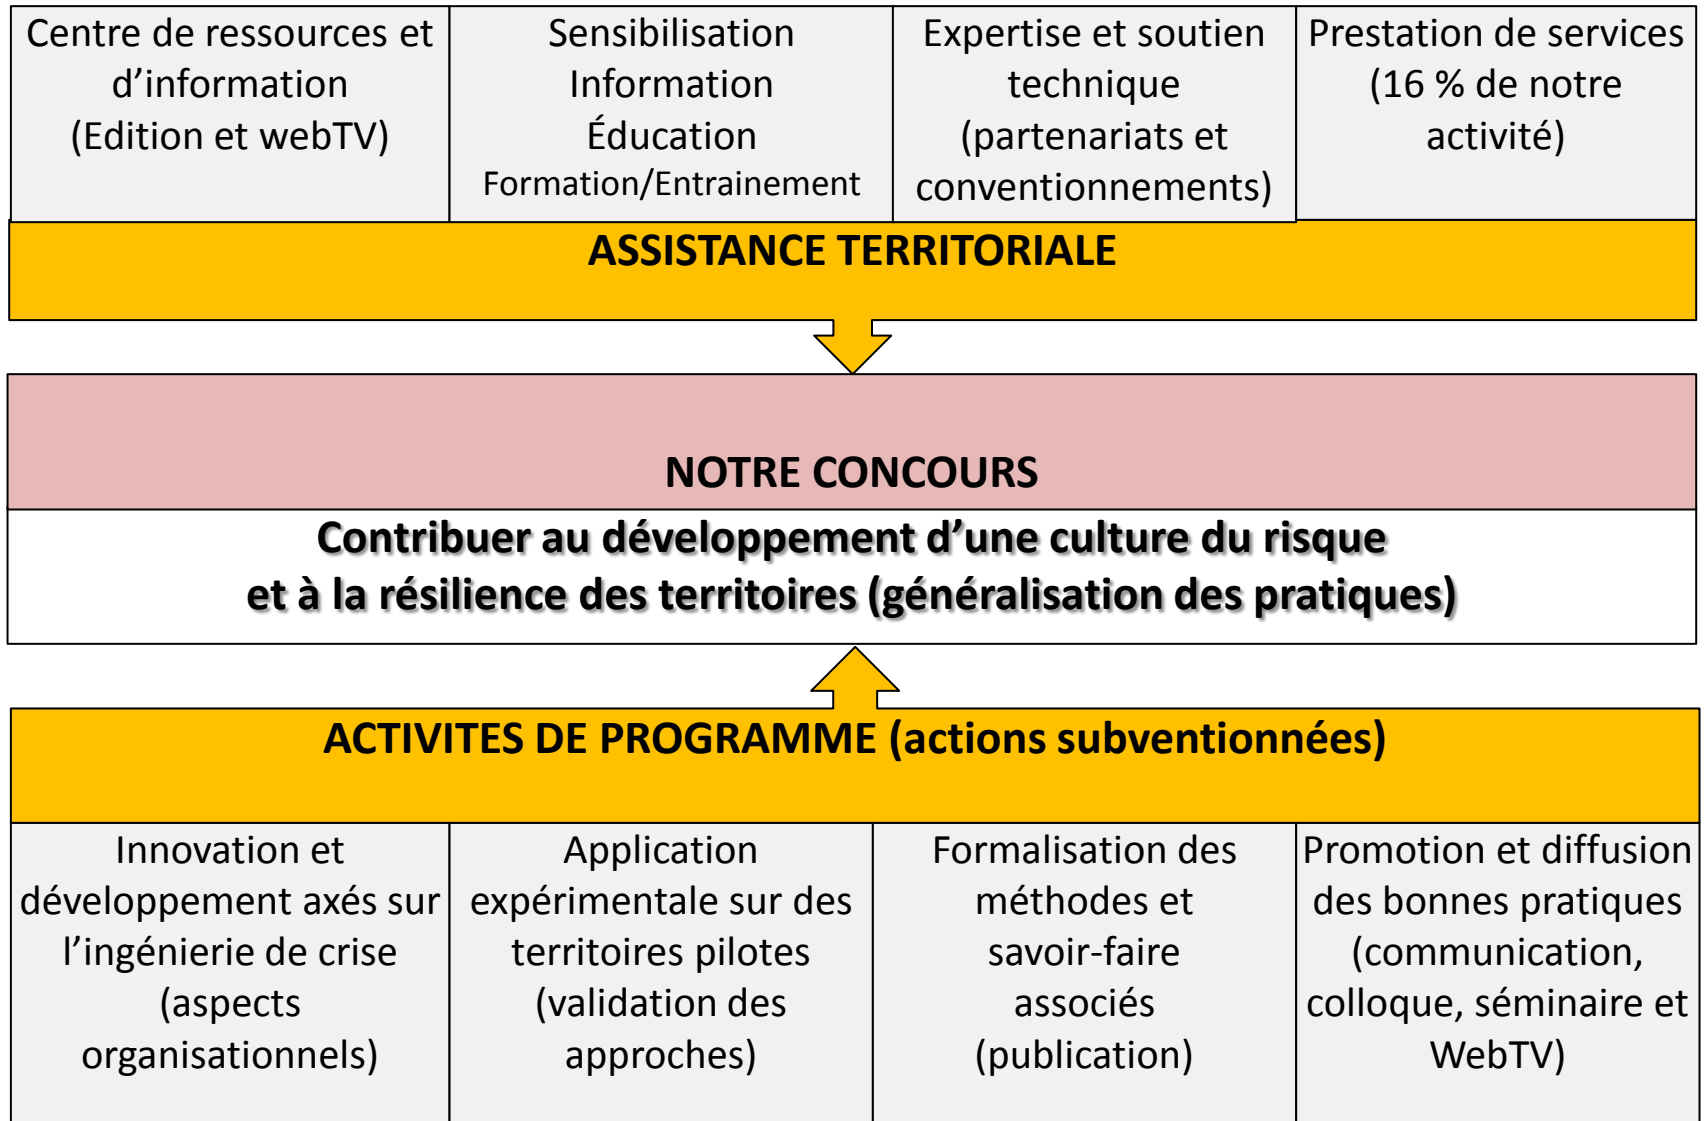 Centre de ressources et
d’information
(Edition et webTV)
Sensibilisation
Information
Éducation
Formation/Entrainement
Expertise et soutien
technique
(partenariats et
conventionnements)
Prestation de services
(16 % de notre
activité)
ASSISTANCE TERRITORIALE
NOTRE CONCOURS
Contribuer au développement d’une culture du risque
et à la résilience des territoires (généralisation des pratiques)
ACTIVITES DE PROGRAMME (actions subventionnées)
Innovation et
développement axés sur
l’ingénierie de crise
(aspects
organisationnels)
Application
expérimentale sur des
territoires pilotes
(validation des
approches)
Formalisation des
méthodes et
savoir-faire
associés
(publication)
Promotion et diffusion
des bonnes pratiques
(communication,
colloque, séminaire et
WebTV)